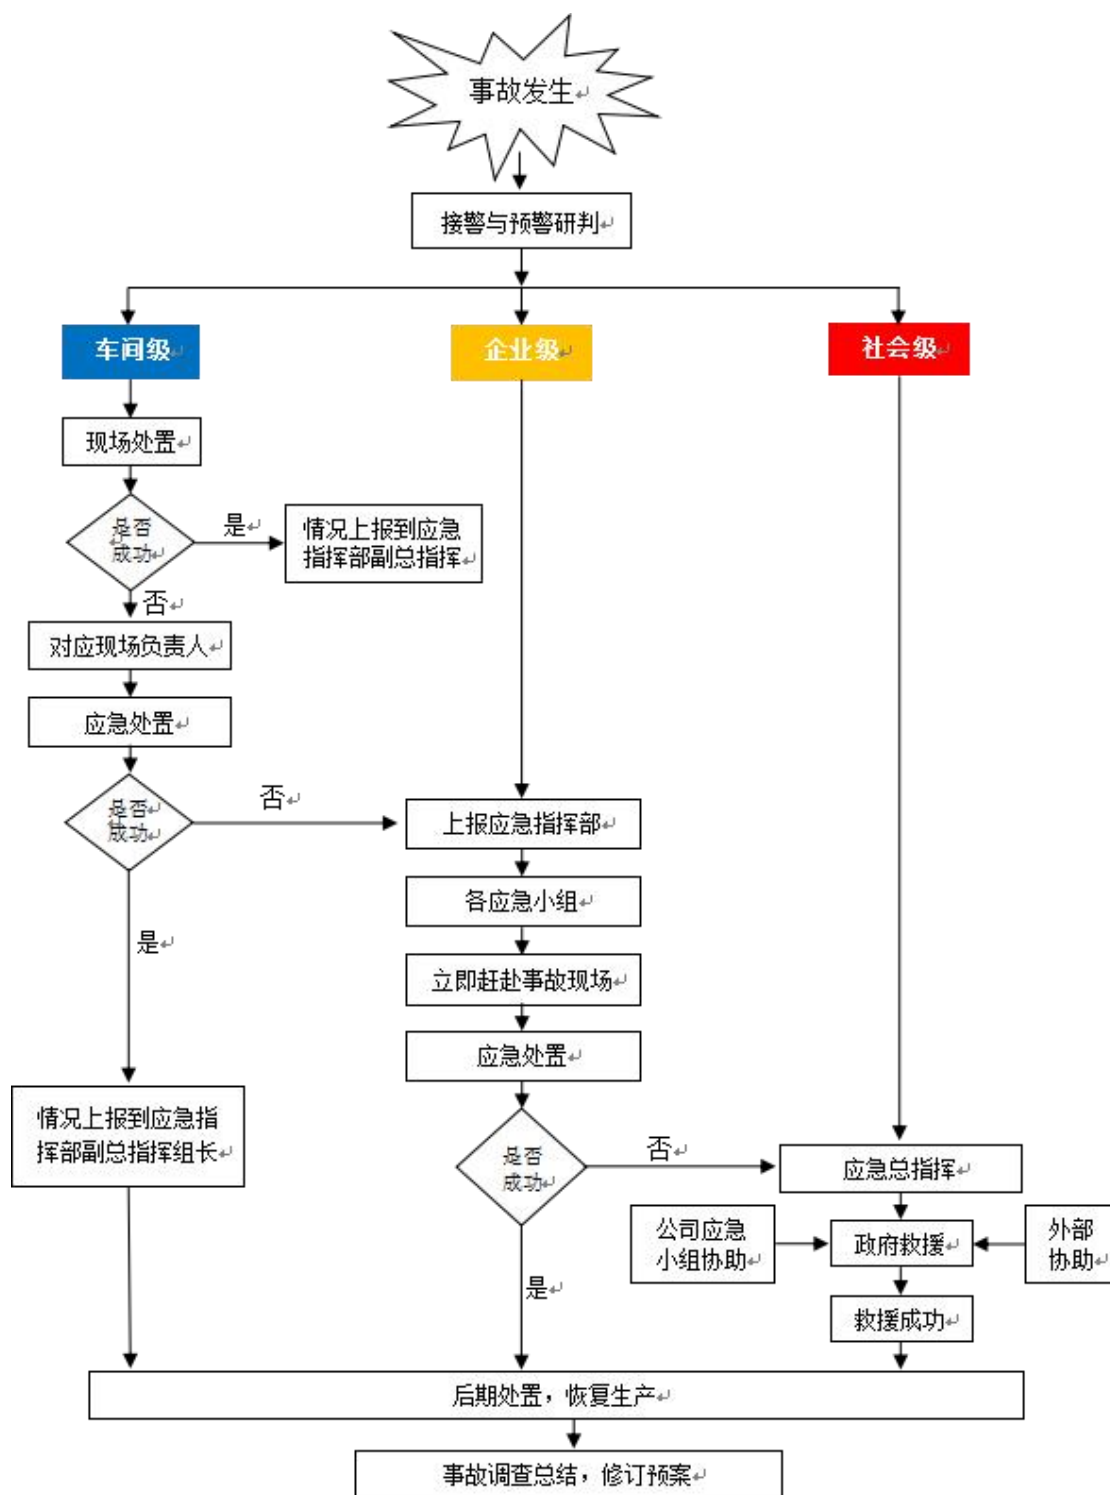 事故发生
接警与预警研判
车间级
企业级
社会级
现场处置
是否
成功
是
情况上报到应急
指挥部副总指挥
否
对应现场负责人
应急处置
是否
成功
否
上报应急指挥部
各应急小组
是
立即赶赴事故现场
应急处置
情况上报到应急指
挥部副总指挥组长
是否
成功
否
应急总指挥
公司应急
小组协助
政府救援
外部
协助
是
救援成功
后期处置，恢复生产
事故调查总结，修订预案